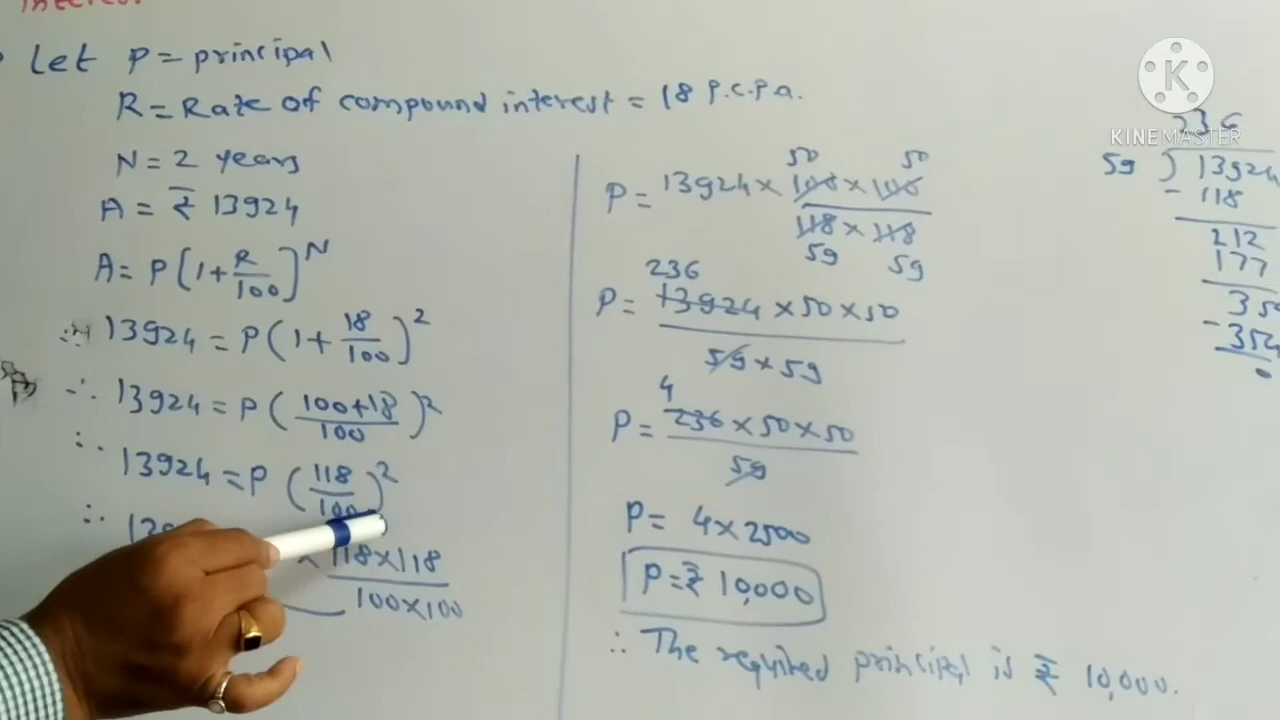 Interest
Let P = principal
R = Rate of compound interest = 18 p.c.p.a.
N = 2 years
A = ₹ 13924
A = P [1 + R/100]^N
∴ 13924 = P (1 + 18/100)^2
∴ 13924 = P (100+18/100)^2
∴ 13924 = P (118/100)^2
∴ 139
× 118×118
100×100
50 50
P = 13924 × 100 × 100
118 × 118
59 59
236
P = 13924 × 50 × 50
59 × 59
4
P = 236 × 50 × 50
59
P = 4 × 2500
P = ₹ 10,000
∴ The required principal is ₹ 10,000.
KINEMASTER
236
59 ) 13924
- 118
212
177
354
- 354
0